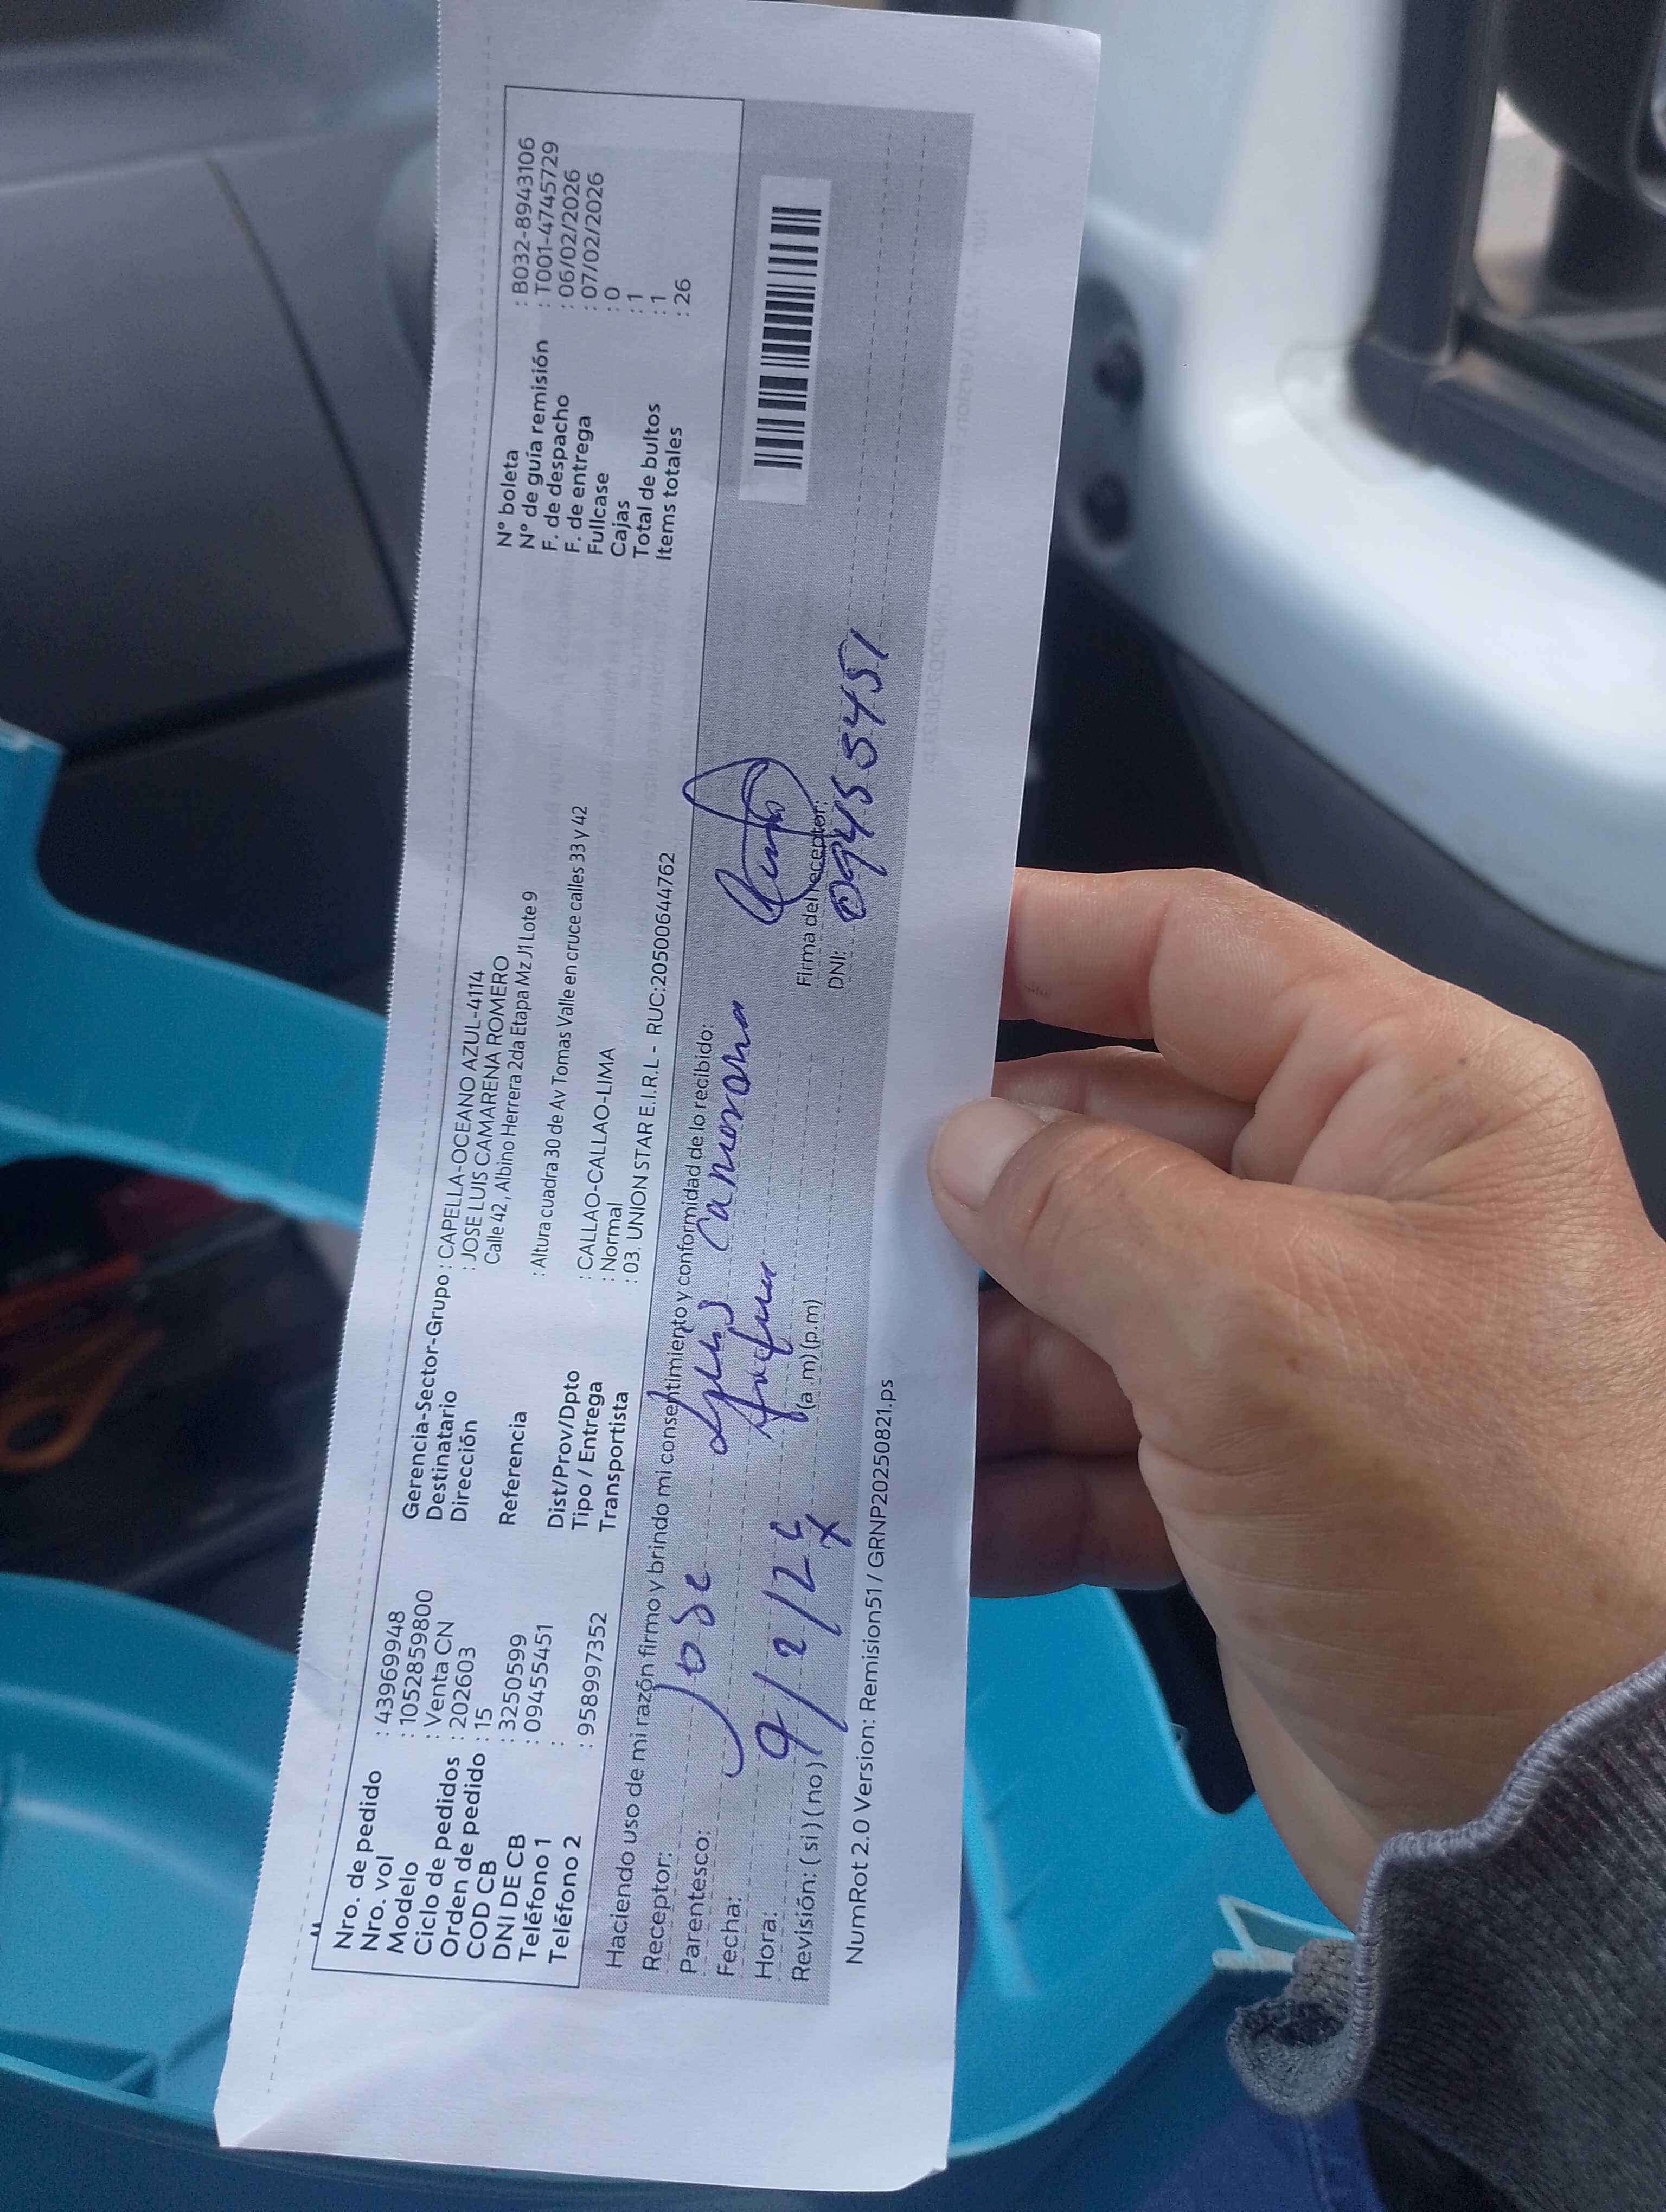 Nro. de pedido : 43969948
Nro. vol : 1052859800
Modelo : Venta CN
Ciclo de pedidos : 202603
Orden de pedido : 15
COD CB : 3250599
DNI DE CB : 09455451
Teléfono 1 :
Teléfono 2 : 958997352
Gerencia-Sector-Grupo : CAPELLA-OCEANO AZUL-4114
Destinatario : JOSE LUIS CAMARENA ROMERO
Dirección Calle 42 , Albino Herrera 2da Etapa Mz J1 Lote 9
Referencia : Altura cuadra 30 de Av Tomas Valle en cruce calles 33 y 42
Dist/Prov/Dpto : CALLAO-CALLAO-LIMA
Tipo / Entrega : Normal
Transportista : 03. UNION STAR E.I.R.L - RUC:20500644762
N° boleta : B032-8943106
N° de guía remisión : T001-4745729
F. de despacho : 06/02/2026
F. de entrega : 07/02/2026
Fullcase : 0
Cajas : 1
Total de bultos : 1
Items totales : 26
Haciendo uso de mi razón firmo y brindo mi consentimiento y conformidad de lo recibido:
Receptor: Jose Luis Camarena
Parentesco:
Fecha: 9/2/26
Hora: (a .m) (p.m)
Revisión: ( si ) ( no ) X
Firma del receptor:
DNI: 09455451
NumRot 2.0 Version: Remision51 / GRNP20250821.ps